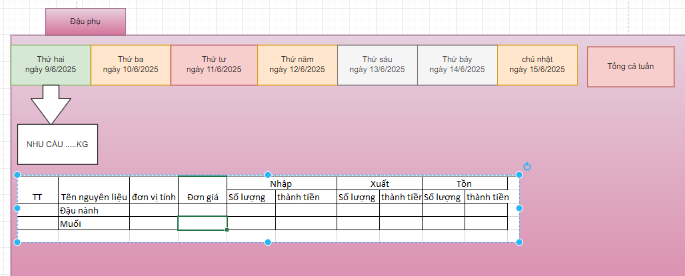 Đậu phụ
Thứ hai
ngày 9/6/2025
Thứ ba
ngày 10/6/2025
Thứ tư
ngày 11/6/2025
Thứ năm
ngày 12/6/2025
Thứ sáu
ngày 13/6/2025
Thứ bảy
ngày 14/6/2025
chủ nhật
ngày 15/6/2025
Tổng cả tuần
NHU CẦU .....KG
TT Tên nguyên liệu đơn vị tính Đơn giá Nhập Xuất Tồn
Số lượng thành tiền Số lượng thành tiền Số lượng thành tiền
Đậu nành
Muối